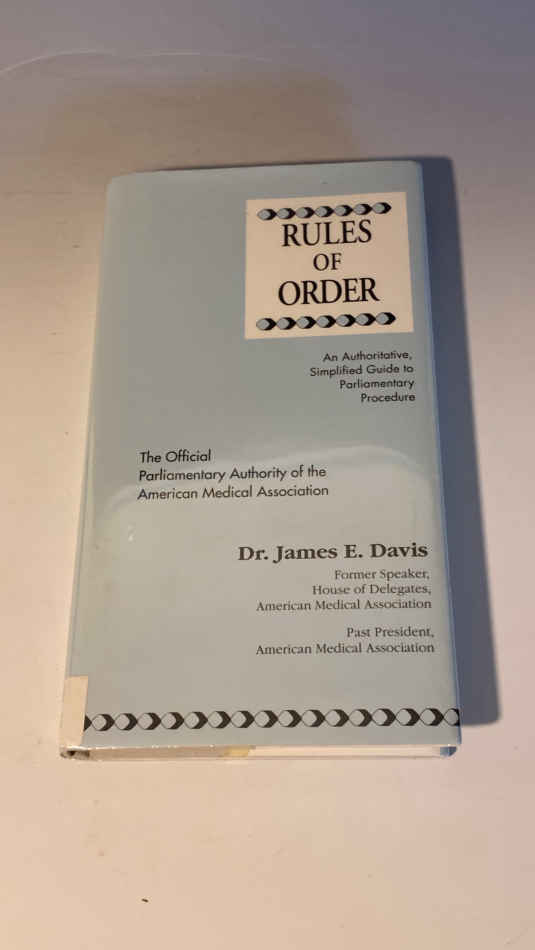 RULES
OF
ORDER
An Authoritative,
Simplified Guide to
Parliamentary
Procedure
The Official
Parliamentary Authority of the
American Medical Association
Dr. James E. Davis
Former Speaker,
House of Delegates,
American Medical Association
Past President,
American Medical Association